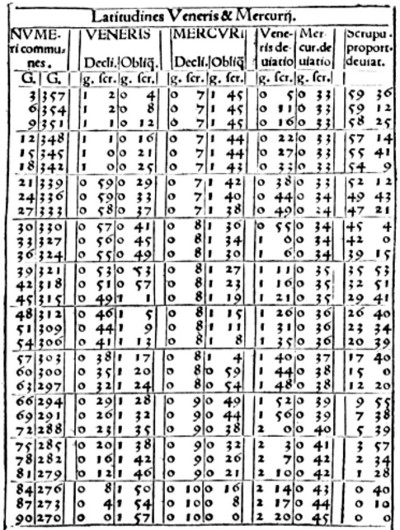 Latitudines Veneris & Mercurij.
NVME- VENERIS MERCVRI Vene- Mer Scrupu
ri commu- ris de- cur. de proport
nes. Decli. Obliq̃. Decli. Obliq̃ uiatio uiatio deuiat.
G. G. g. ſcr. g. ſcr. g. ſcr. g. ſcr. g. ſcr. g. ſcr.
3 357 1 2 0 4 0 7 1 45 0 5 0 33 59 36
6 354 1 2 0 8 0 7 1 45 0 11 0 33 59 12
9 351 1 1 0 12 0 7 1 45 0 16 0 33 58 25
12 348 1 1 0 16 0 7 1 44 0 22 0 33 57 14
15 345 1 0 0 21 0 7 1 44 0 27 0 33 55 41
18 342 1 0 0 25 0 7 1 43 0 33 0 33 54 9
21 339 0 59 0 29 0 7 1 42 0 38 0 33 52 12
24 336 0 59 0 33 0 7 1 40 0 44 0 34 49 43
27 333 0 58 0 37 0 7 1 38 0 49 0 34 47 21
30 330 0 57 0 41 0 8 1 36 0 55 0 34 45 4
33 327 0 56 0 45 0 8 1 34 1 0 0 34 42 0
36 324 0 55 0 49 0 8 1 30 1 6 0 34 39 15
39 321 0 53 0 53 0 8 1 27 1 11 0 35 35 53
42 318 0 51 0 57 0 8 1 23 1 16 0 35 32 51
45 315 0 49 1 1 0 8 1 19 1 21 0 35 29 41
48 312 0 46 1 5 0 8 1 15 1 26 0 36 26 40
51 309 0 44 1 9 0 8 1 11 1 31 0 36 23 34
54 306 0 41 1 13 0 8 1 8 1 35 0 36 20 39
57 303 0 38 1 17 0 8 4 1 40 0 37 17 40
60 300 0 35 1 20 0 8 0 59 1 44 0 38 15 0
63 297 0 32 1 24 0 8 0 54 1 48 0 38 12 20
66 294 0 29 1 28 0 9 0 49 1 52 0 39 9 55
69 291 0 26 1 32 0 9 0 44 1 56 0 39 7 38
72 288 0 23 1 35 0 9 0 38 2 0 0 40 5 39
75 285 0 20 1 38 0 9 0 32 2 3 0 41 3 57
78 282 0 16 1 42 0 9 0 26 2 7 0 42 2 34
81 279 0 12 1 46 0 9 0 21 2 10 0 42 1 28
84 276 0 8 1 50 0 10 0 16 2 14 0 43 0 40
87 273 0 4 1 54 0 10 0 8 2 17 0 44 0 10
90 270 0 0 1 57 0 10 0 0 2 20 0 45 0 0